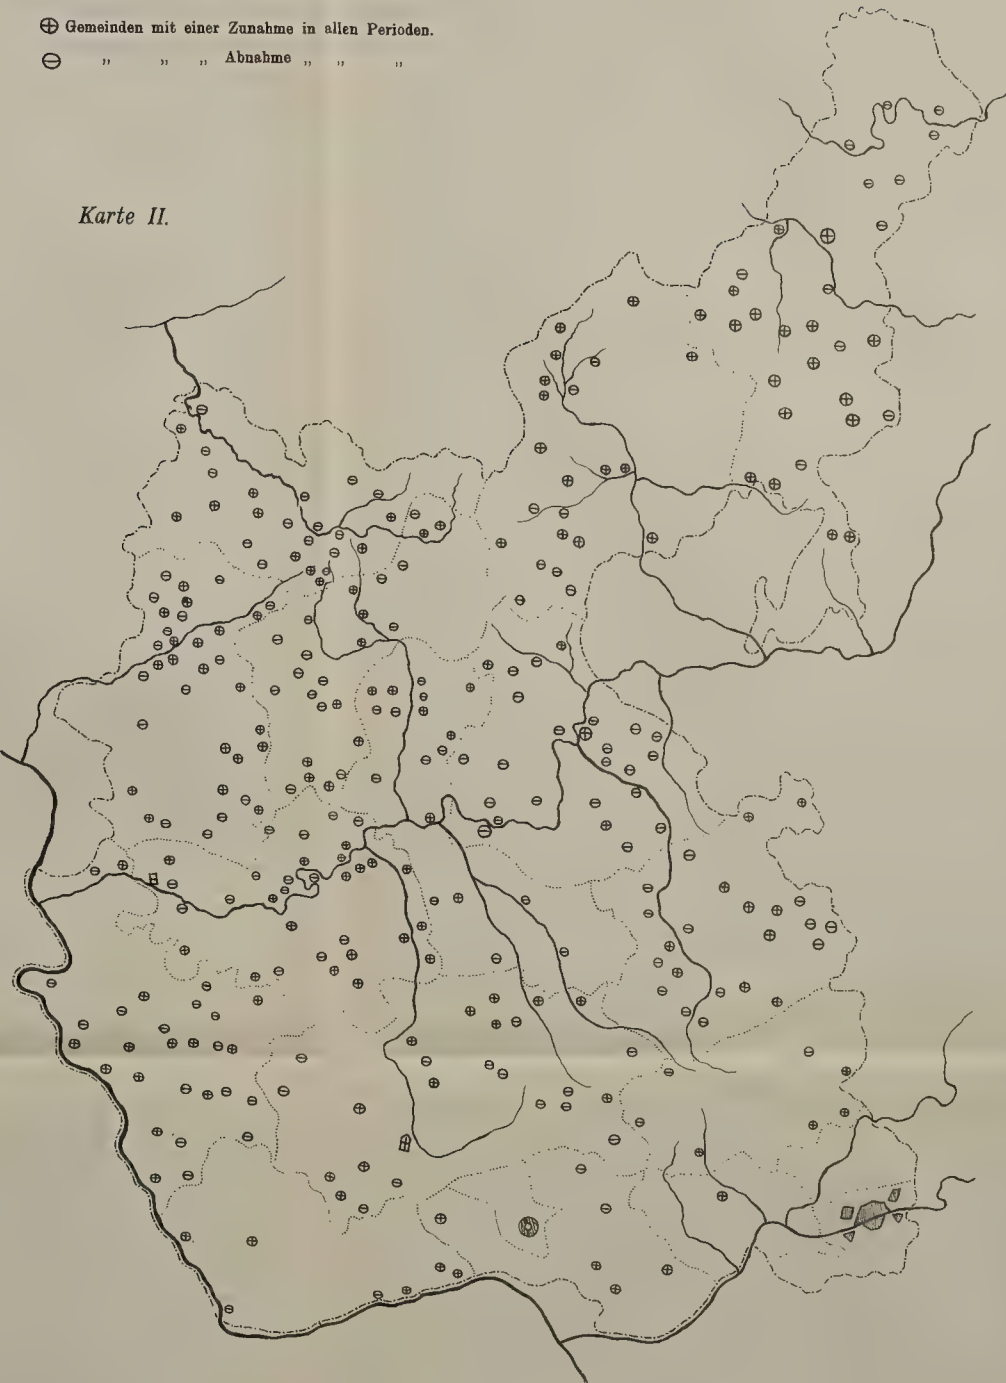 ⊕ Gemeinden mit einer Zunahme in allen Perioden.
⊖ „ „ „ Abnahme „ „ „
Karte II.